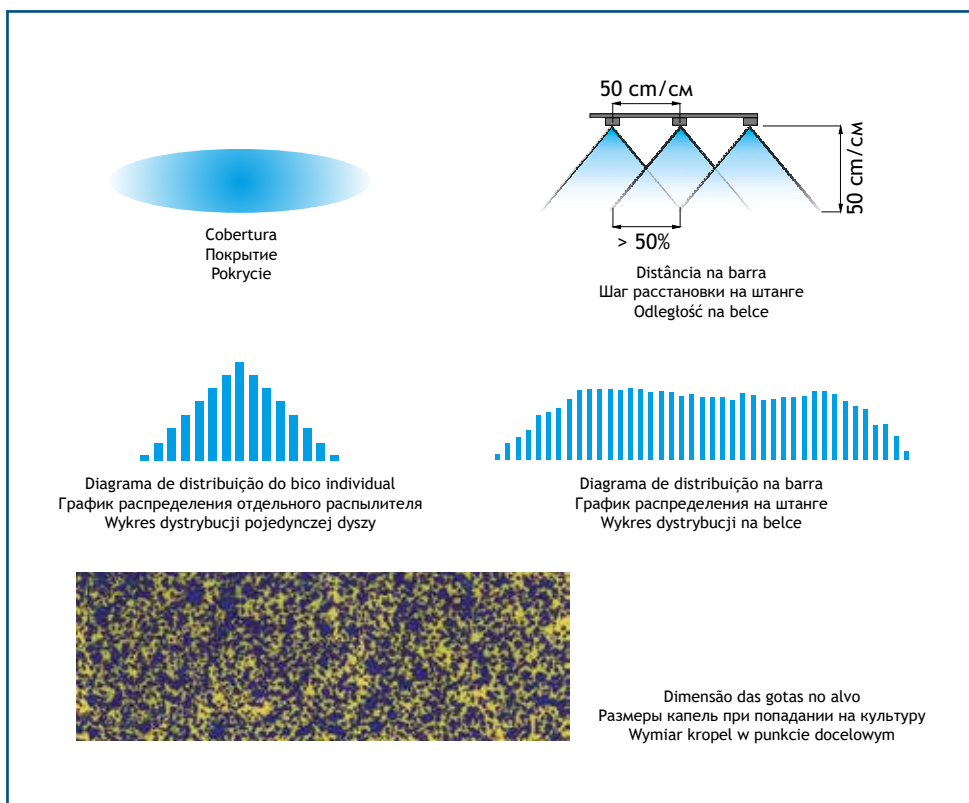 50 cm/см
50 cm/см
> 50%
Cobertura
Покрытие
Pokrycie
Distância na barra
Шаг расстановки на штанге
Odległość na belce
Diagrama de distribuição do bico individual
График распределения отдельного распылителя
Wykres dystrybucji pojedynczej dyszy
Diagrama de distribuição na barra
График распределения на штанге
Wykres dystrybucji na belce
Dimensão das gotas no alvo
Размеры капель при попадании на культуру
Wymiar kropel w punkcie docelowym